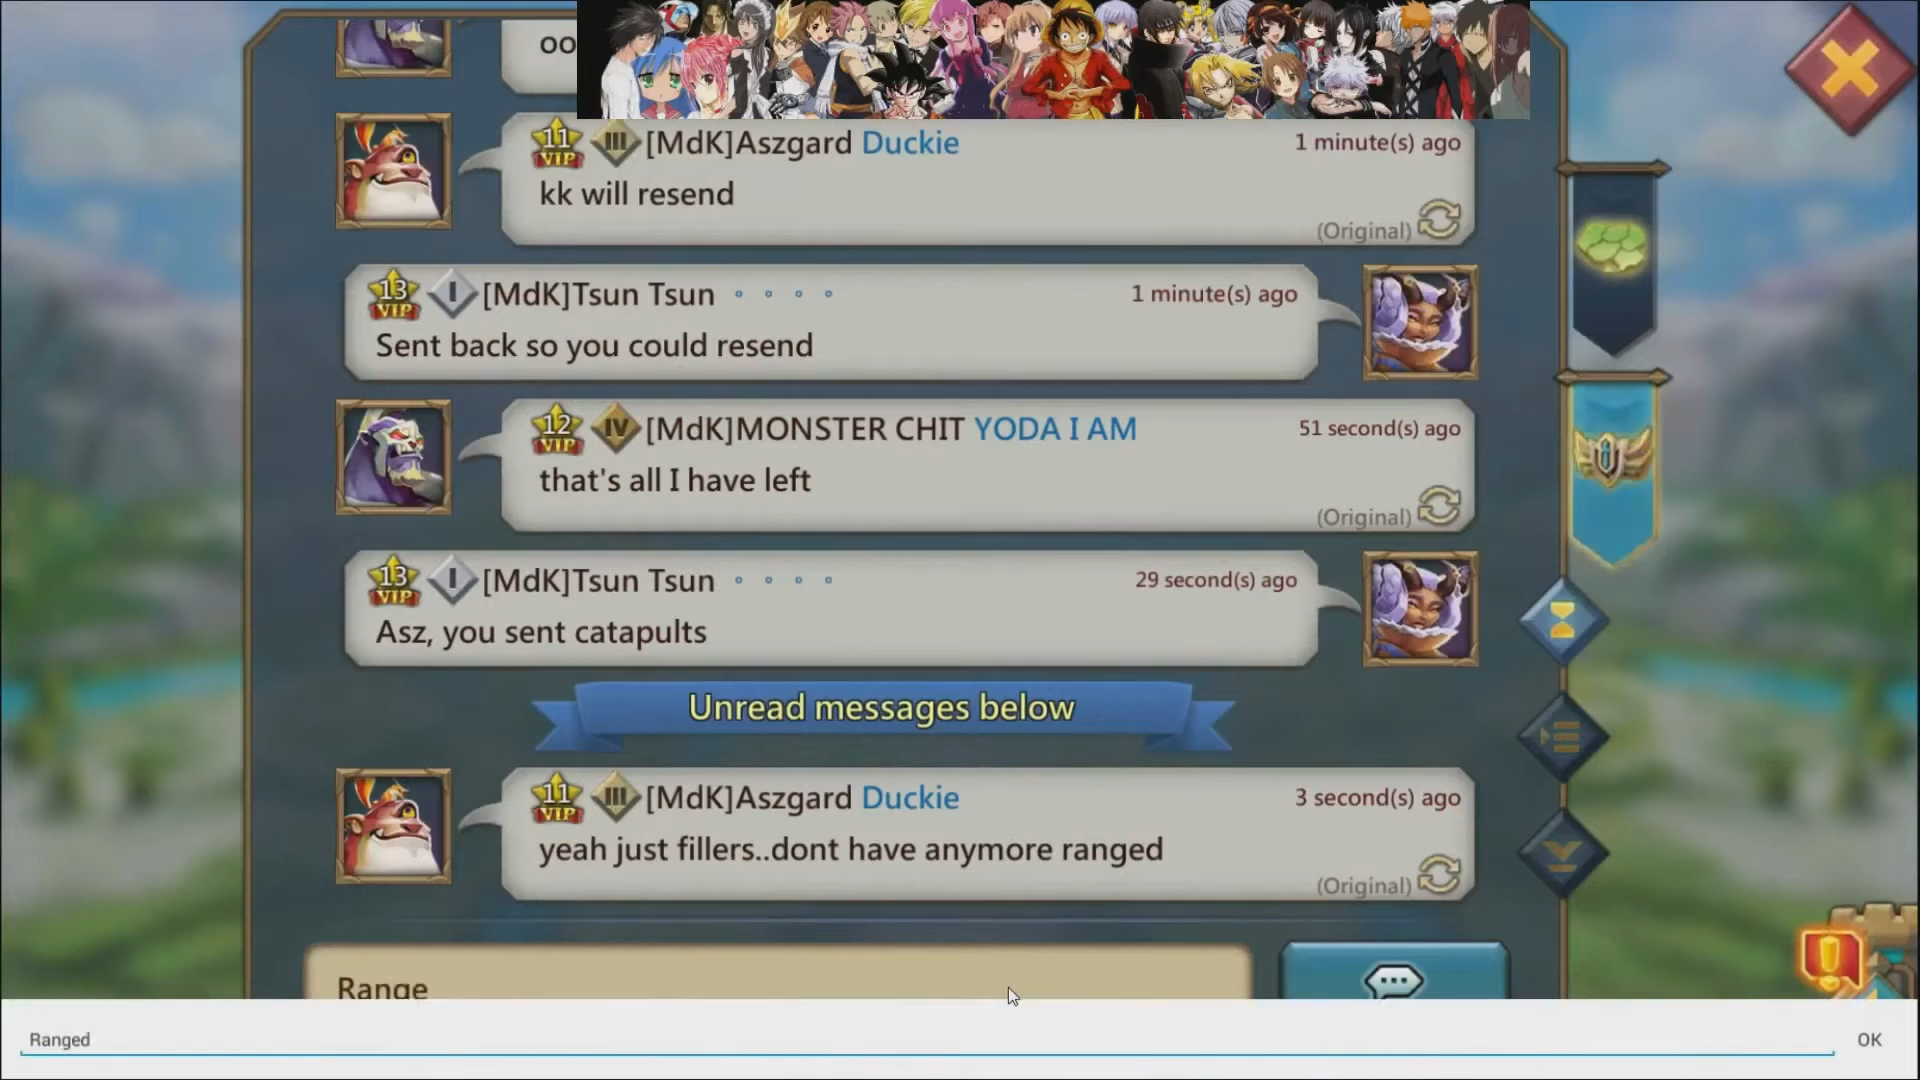 oo
11 VIP III [MdK]Aszgard Duckie 1 minute(s) ago
kk will resend
(Original)
13 VIP I [MdK]Tsun Tsun 。。。。 1 minute(s) ago
Sent back so you could resend
12 VIP IV [MdK]MONSTER CHIT YODA I AM 51 second(s) ago
that's all I have left
(Original)
13 VIP I [MdK]Tsun Tsun 。。。。 29 second(s) ago
Asz, you sent catapults
Unread messages below
11 VIP III [MdK]Aszgard Duckie 3 second(s) ago
yeah just fillers..dont have anymore ranged
(Original)
Range
Ranged OK